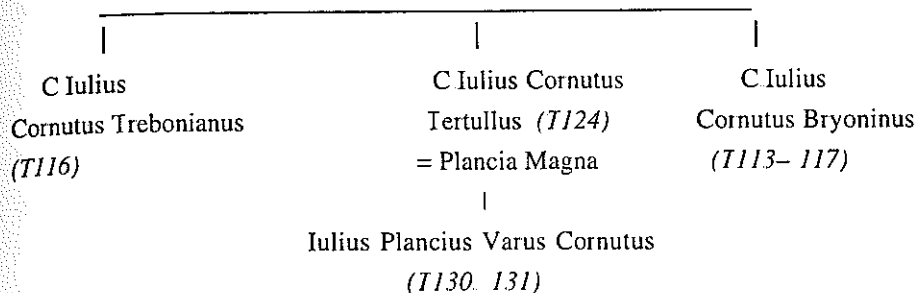 C Iulius
Cornutus Trebonianus
(T116)
C Iulius Cornutus
Tertullus (T124)
= Plancia Magna
C Iulius
Cornutus Bryoninus
(T113– 117)
Iulius Plancius Varus Cornutus
(T130 131)